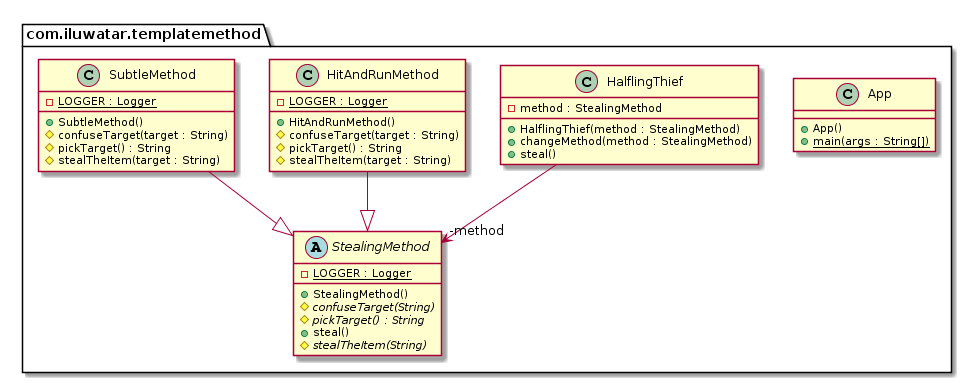 com.iluwatar.templatemethod
C SubtleMethod
LOGGER : Logger
SubtleMethod()
confuseTarget(target : String)
pickTarget() : String
stealTheItem(target : String)
C HitAndRunMethod
LOGGER : Logger
HitAndRunMethod()
confuseTarget(target : String)
pickTarget() : String
stealTheItem(target : String)
C HalflingThief
method : StealingMethod
HalflingThief(method : StealingMethod)
changeMethod(method : StealingMethod)
steal()
C App
App()
main(args : String[])
-method
A StealingMethod
LOGGER : Logger
StealingMethod()
confuseTarget(String)
pickTarget() : String
steal()
stealTheItem(String)